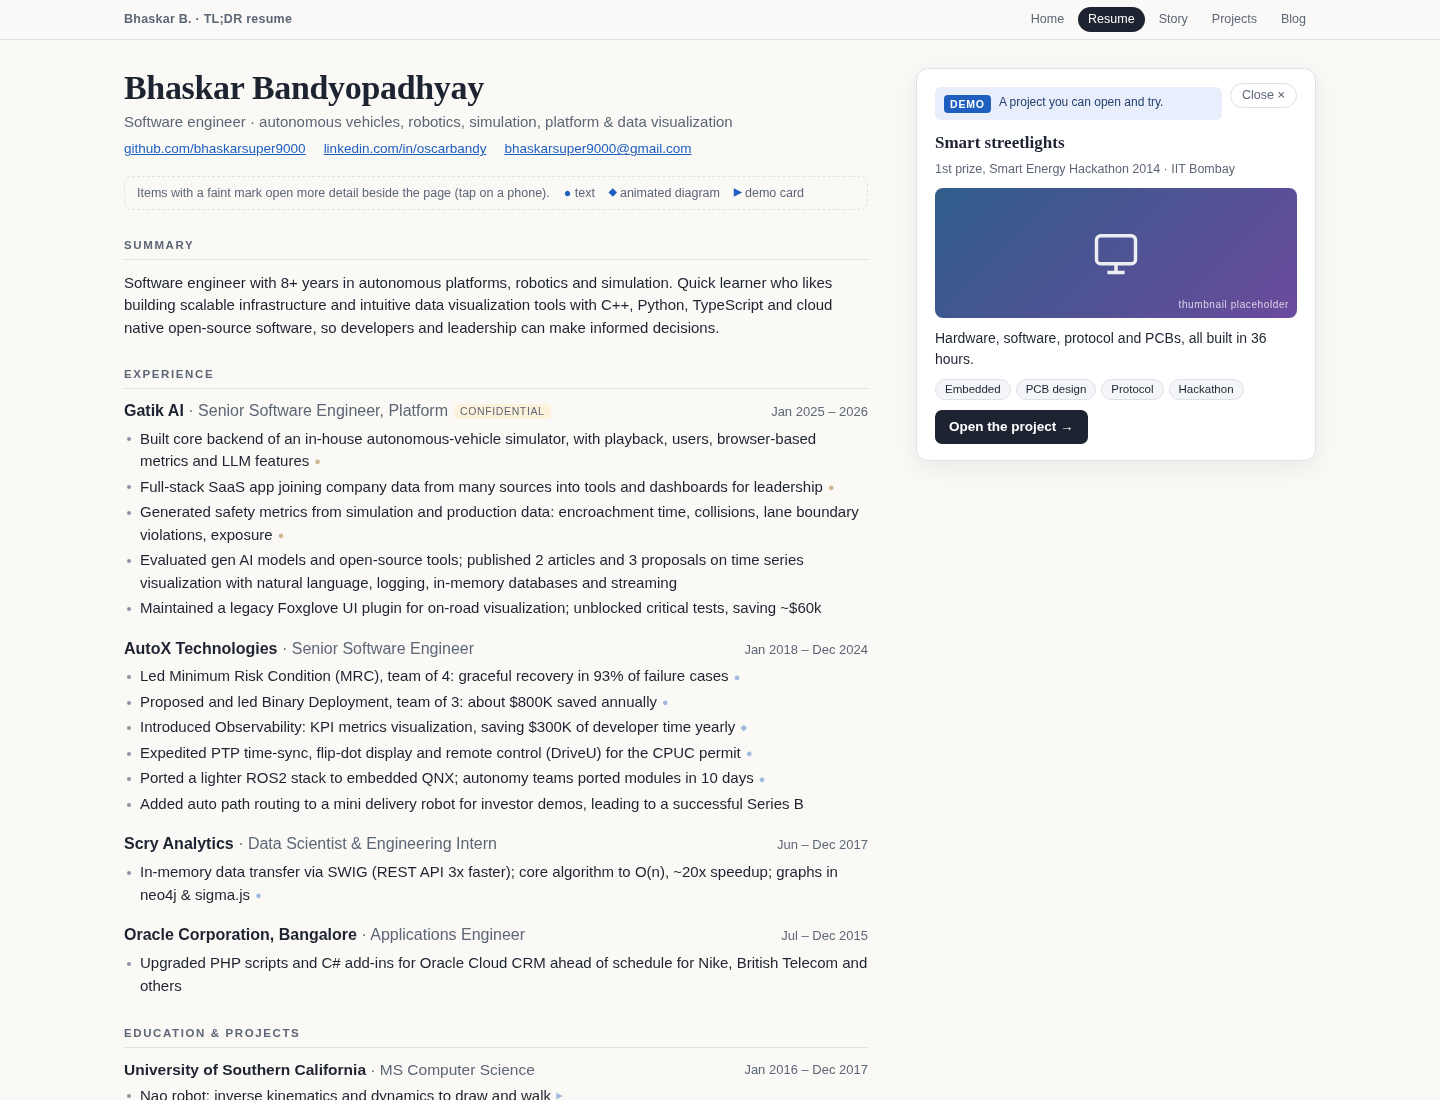 Bhaskar B. · TL;DR resume
Home Resume Story Projects Blog
Bhaskar Bandyopadhyay
Software engineer · autonomous vehicles, robotics, simulation, platform & data visualization
github.com/bhaskarsuper9000 linkedin.com/in/oscarbandy bhaskarsuper9000@gmail.com
Items with a faint mark open more detail beside the page (tap on a phone). ● text ◆ animated diagram ▶ demo card
SUMMARY
Software engineer with 8+ years in autonomous platforms, robotics and simulation. Quick learner who likes
building scalable infrastructure and intuitive data visualization tools with C++, Python, TypeScript and cloud
native open-source software, so developers and leadership can make informed decisions.
EXPERIENCE
Gatik AI · Senior Software Engineer, Platform CONFIDENTIAL Jan 2025 – 2026
• Built core backend of an in-house autonomous-vehicle simulator, with playback, users, browser-based
metrics and LLM features ●
• Full-stack SaaS app joining company data from many sources into tools and dashboards for leadership ●
• Generated safety metrics from simulation and production data: encroachment time, collisions, lane boundary
violations, exposure ●
• Evaluated gen AI models and open-source tools; published 2 articles and 3 proposals on time series
visualization with natural language, logging, in-memory databases and streaming
• Maintained a legacy Foxglove UI plugin for on-road visualization; unblocked critical tests, saving ~$60k
AutoX Technologies · Senior Software Engineer Jan 2018 – Dec 2024
• Led Minimum Risk Condition (MRC), team of 4: graceful recovery in 93% of failure cases ●
• Proposed and led Binary Deployment, team of 3: about $800K saved annually ●
• Introduced Observability: KPI metrics visualization, saving $300K of developer time yearly ◆
• Expedited PTP time-sync, flip-dot display and remote control (DriveU) for the CPUC permit ●
• Ported a lighter ROS2 stack to embedded QNX; autonomy teams ported modules in 10 days ●
• Added auto path routing to a mini delivery robot for investor demos, leading to a successful Series B
Scry Analytics · Data Scientist & Engineering Intern Jun – Dec 2017
• In-memory data transfer via SWIG (REST API 3x faster); core algorithm to O(n), ~20x speedup; graphs in
neo4j & sigma.js ●
Oracle Corporation, Bangalore · Applications Engineer Jul – Dec 2015
• Upgraded PHP scripts and C# add-ins for Oracle Cloud CRM ahead of schedule for Nike, British Telecom and
others
EDUCATION & PROJECTS
University of Southern California · MS Computer Science Jan 2016 – Dec 2017
• Nao robot: inverse kinematics and dynamics to draw and walk ▶
DEMO A project you can open and try.
Close ×
Smart streetlights
1st prize, Smart Energy Hackathon 2014 · IIT Bombay
thumbnail placeholder
Hardware, software, protocol and PCBs, all built in 36
hours.
Embedded PCB design Protocol Hackathon
Open the project →